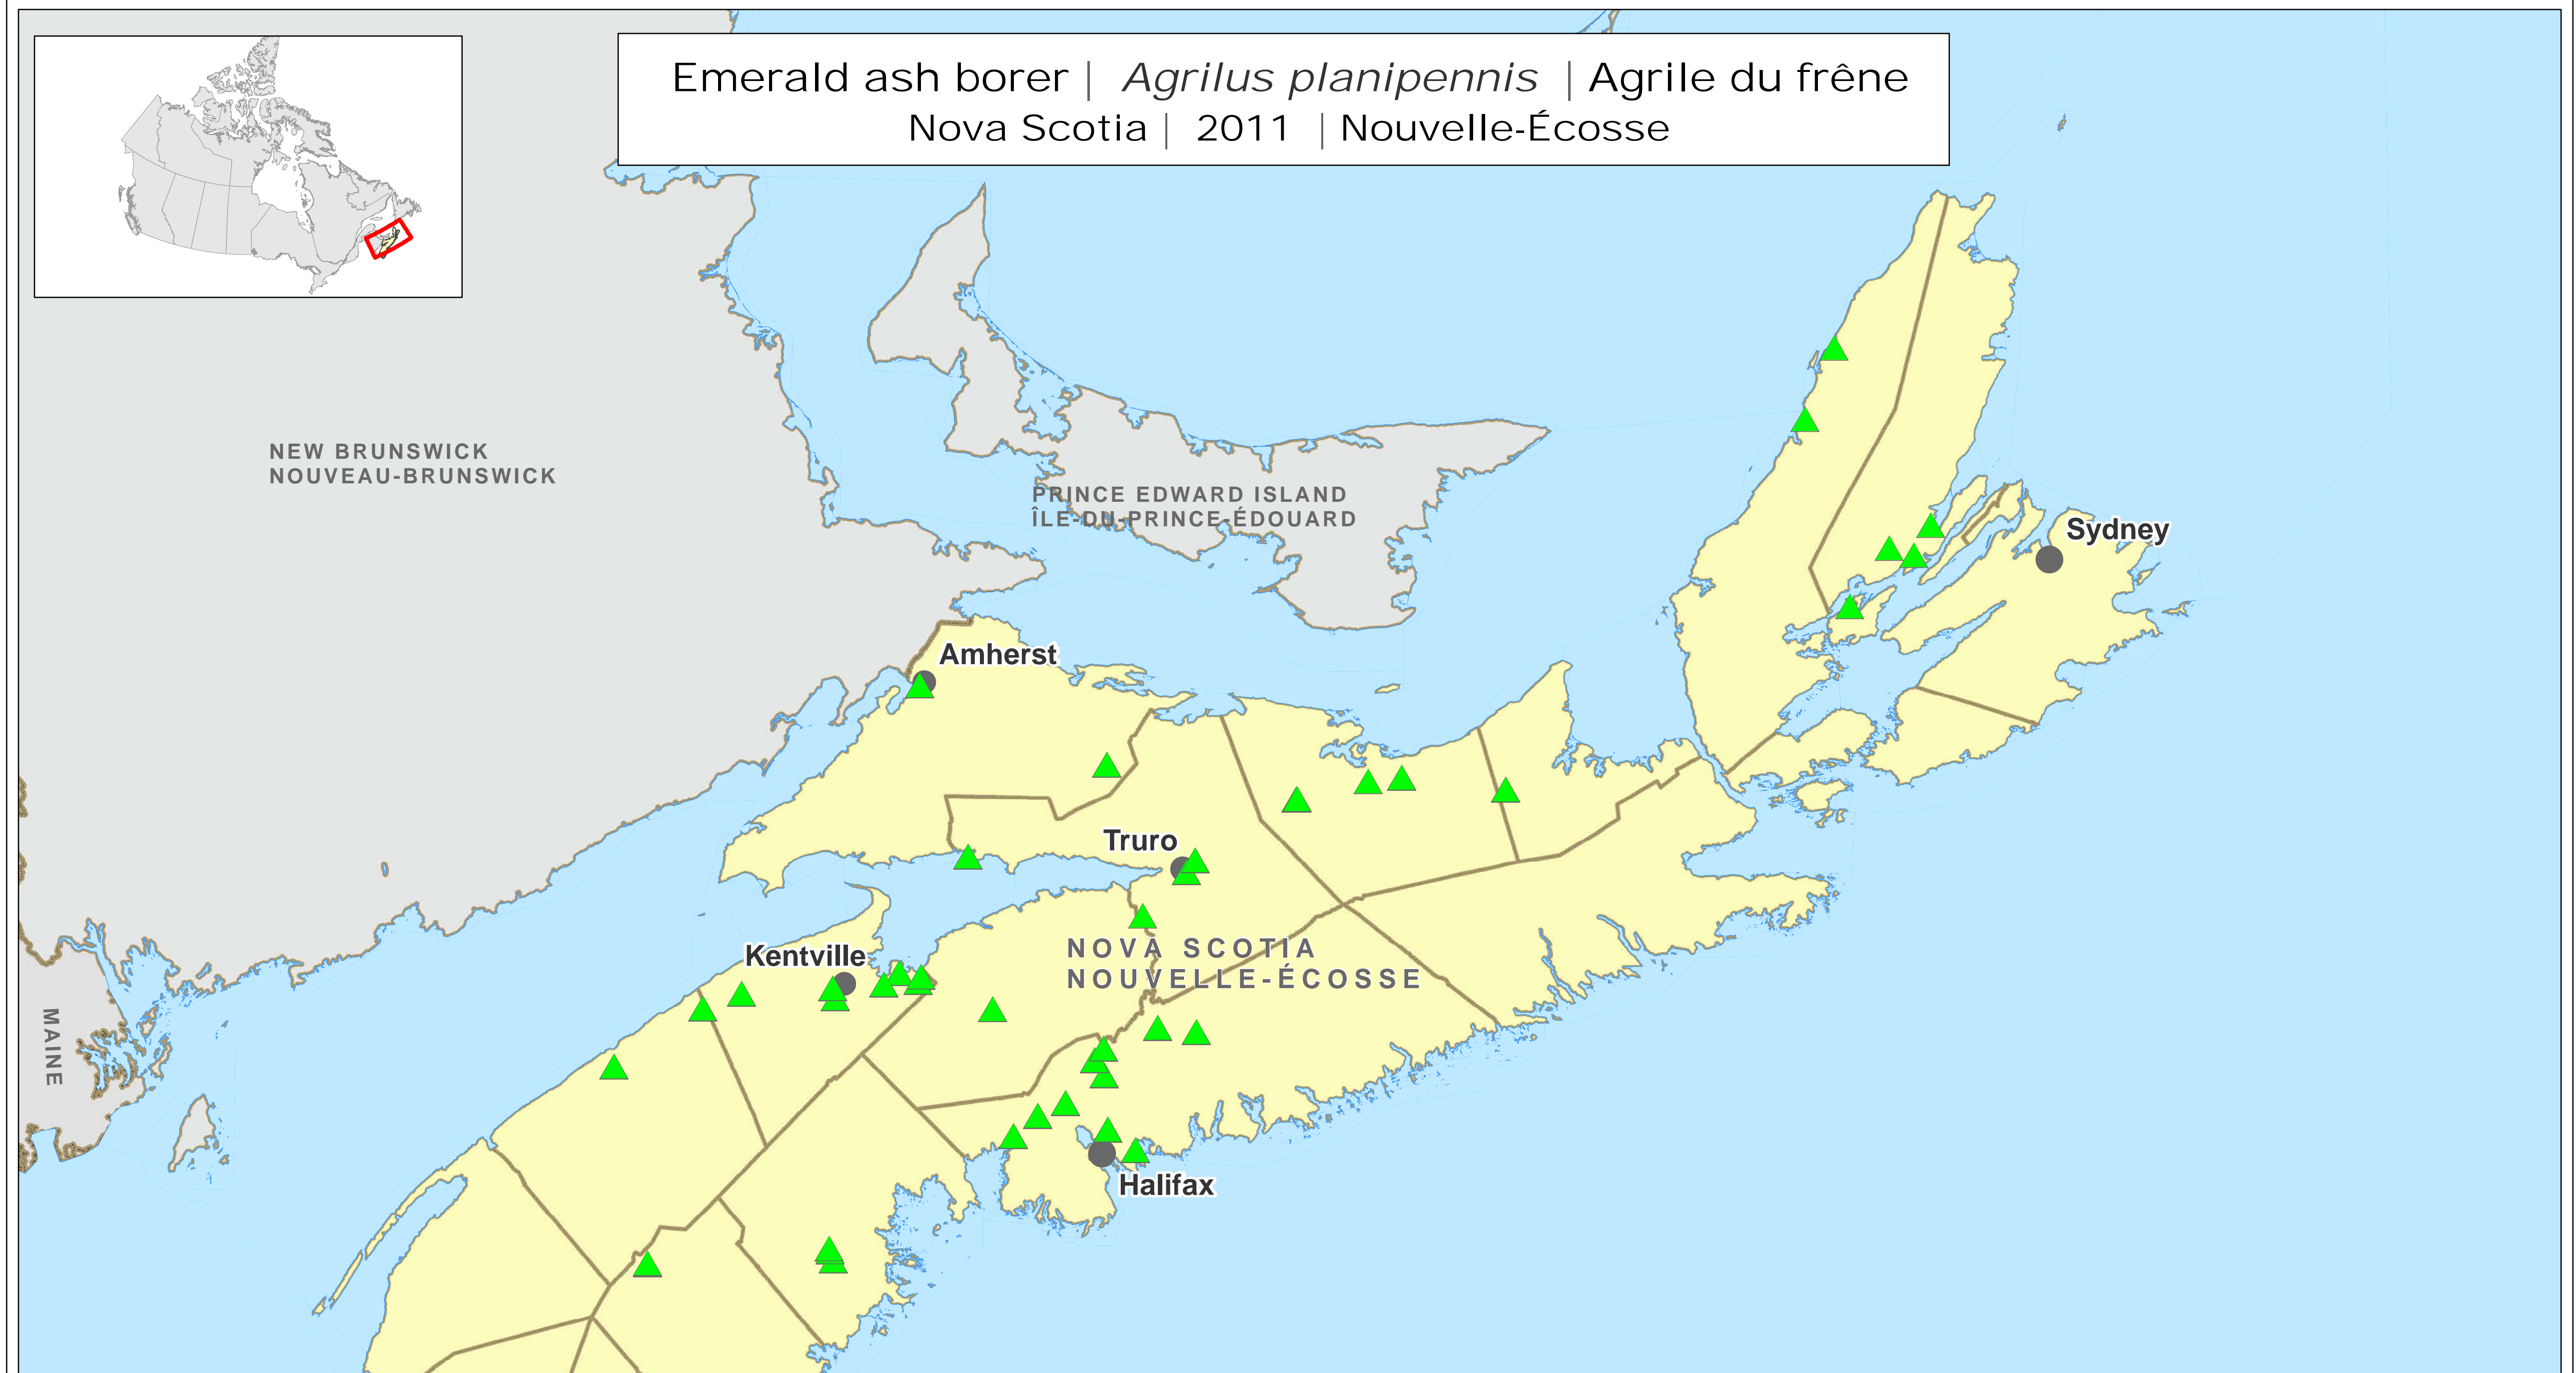 Emerald ash borer | Agrilus planipennis | Agrile du frêne
Nova Scotia | 2011 | Nouvelle-Écosse
NEW BRUNSWICK
NOUVEAU-BRUNSWICK
PRINCE EDWARD ISLAND
ÎLE-DU-PRINCE-ÉDOUARD
Sydney
Amherst
Truro
Kentville
NOVA SCOTIA
NOUVELLE-ÉCOSSE
MAINE
Halifax